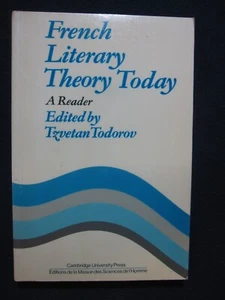 French
Literary
Theory Today
A Reader
Edited by
Tzvetan Todorov
Cambridge University Press
Éditions de la Maison des Sciences de l'Homme